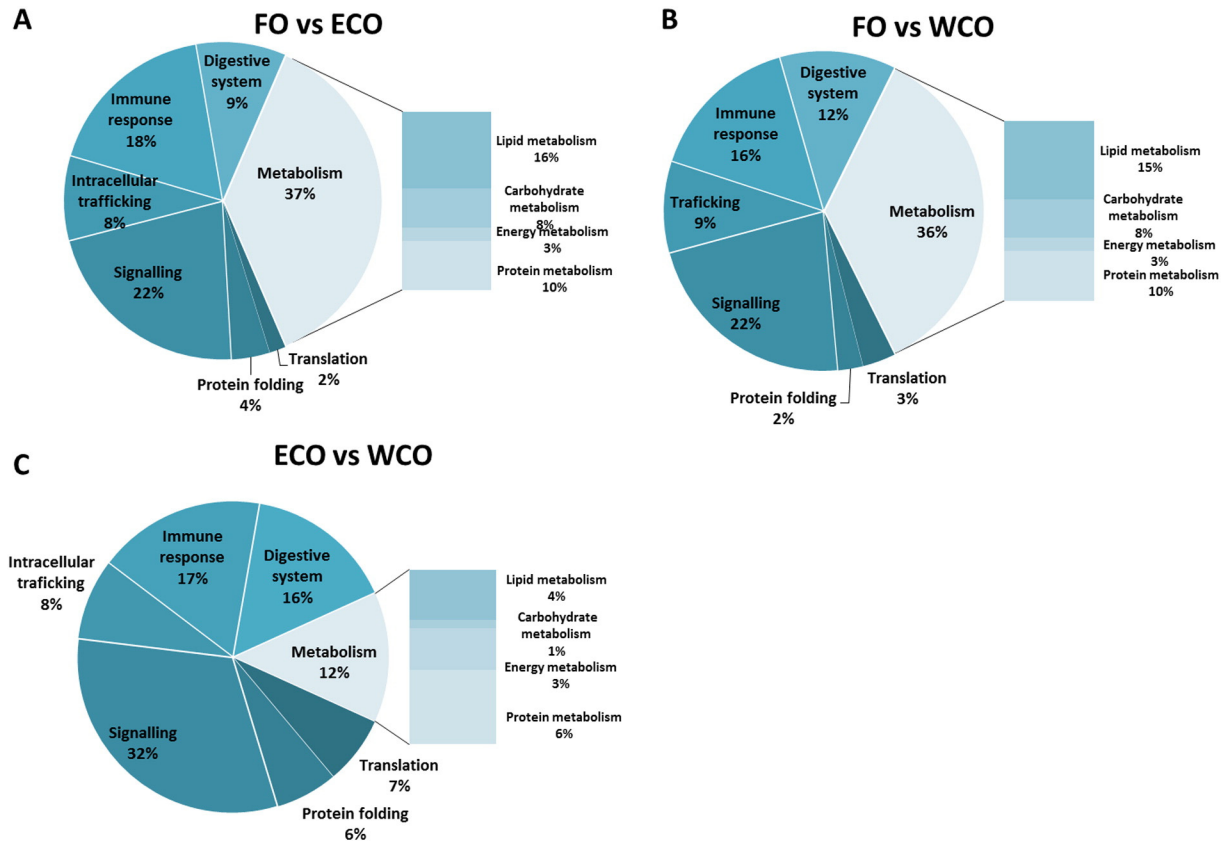 A
FO vs ECO
Digestive
system
9%
Immune
response
18%
Metabolism
37%
Intracellular
trafficking
8%
Signalling
22%
Translation
2%
Protein folding
4%
Lipid metabolism
16%
Carbohydrate
metabolism
8%
Energy metabolism
3%
Protein metabolism
10%
B
FO vs WCO
Digestive
system
12%
Immune
response
16%
Traficking
9%
Metabolism
36%
Signalling
22%
Translation
3%
Protein folding
2%
Lipid metabolism
15%
Carbohydrate
metabolism
8%
Energy metabolism
3%
Protein metabolism
10%
C
ECO vs WCO
Immune
response
17%
Digestive
system
16%
Intracellular
traficking
8%
Metabolism
12%
Signalling
32%
Translation
7%
Protein folding
6%
Lipid metabolism
4%
Carbohydrate
metabolism
1%
Energy metabolism
3%
Protein metabolism
6%